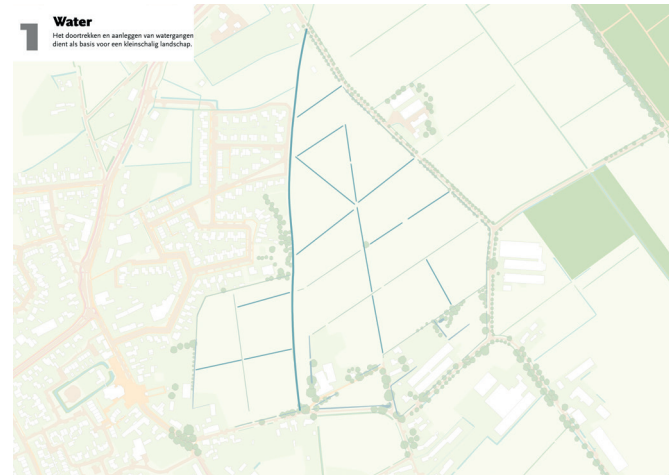 1
Water
Het doortrekken en aanleggen van watergangen
dient als basis voor een kleinschalig landschap.